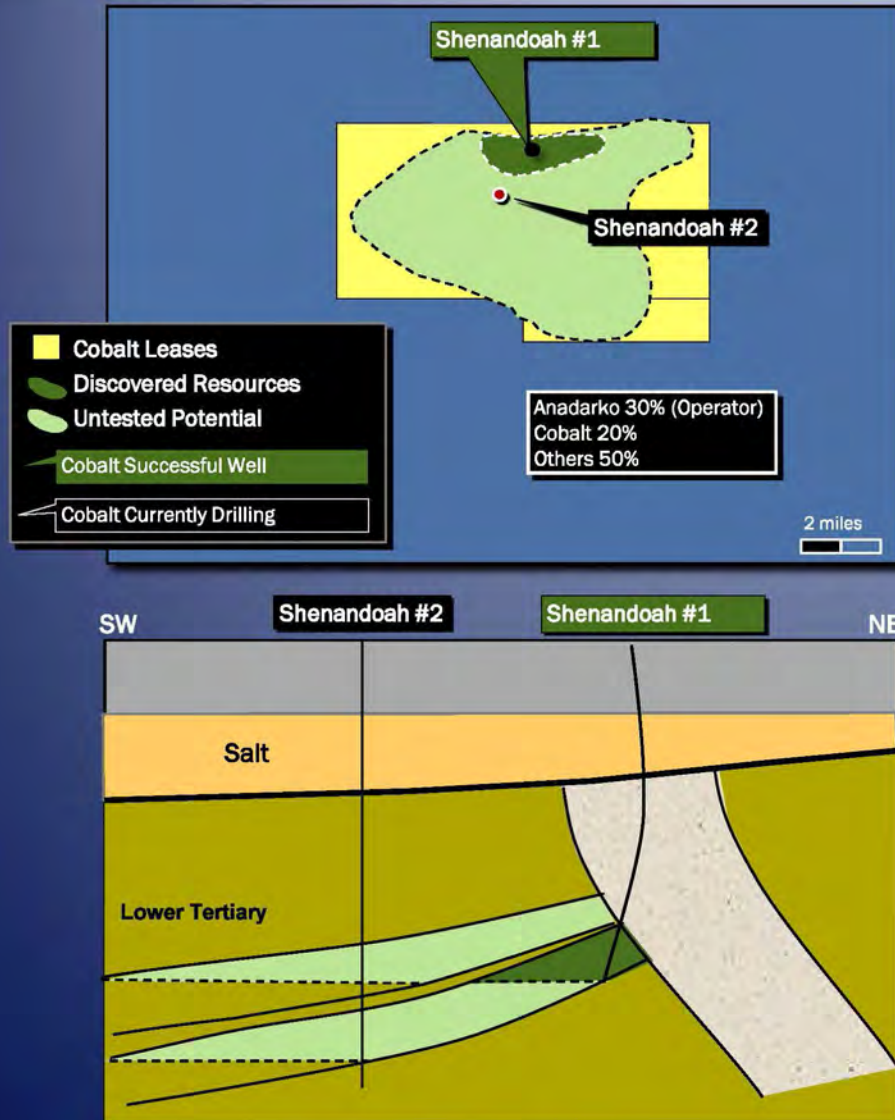 Shenandoah #1
Shenandoah #2
Cobalt Leases
Discovered Resources
Untested Potential
Cobalt Successful Well
Cobalt Currently Drilling
Anadarko 30% (Operator)
Cobalt 20%
Others 50%
2 miles
SW
Shenandoah #2
Shenandoah #1
NE
Salt
Lower Tertiary